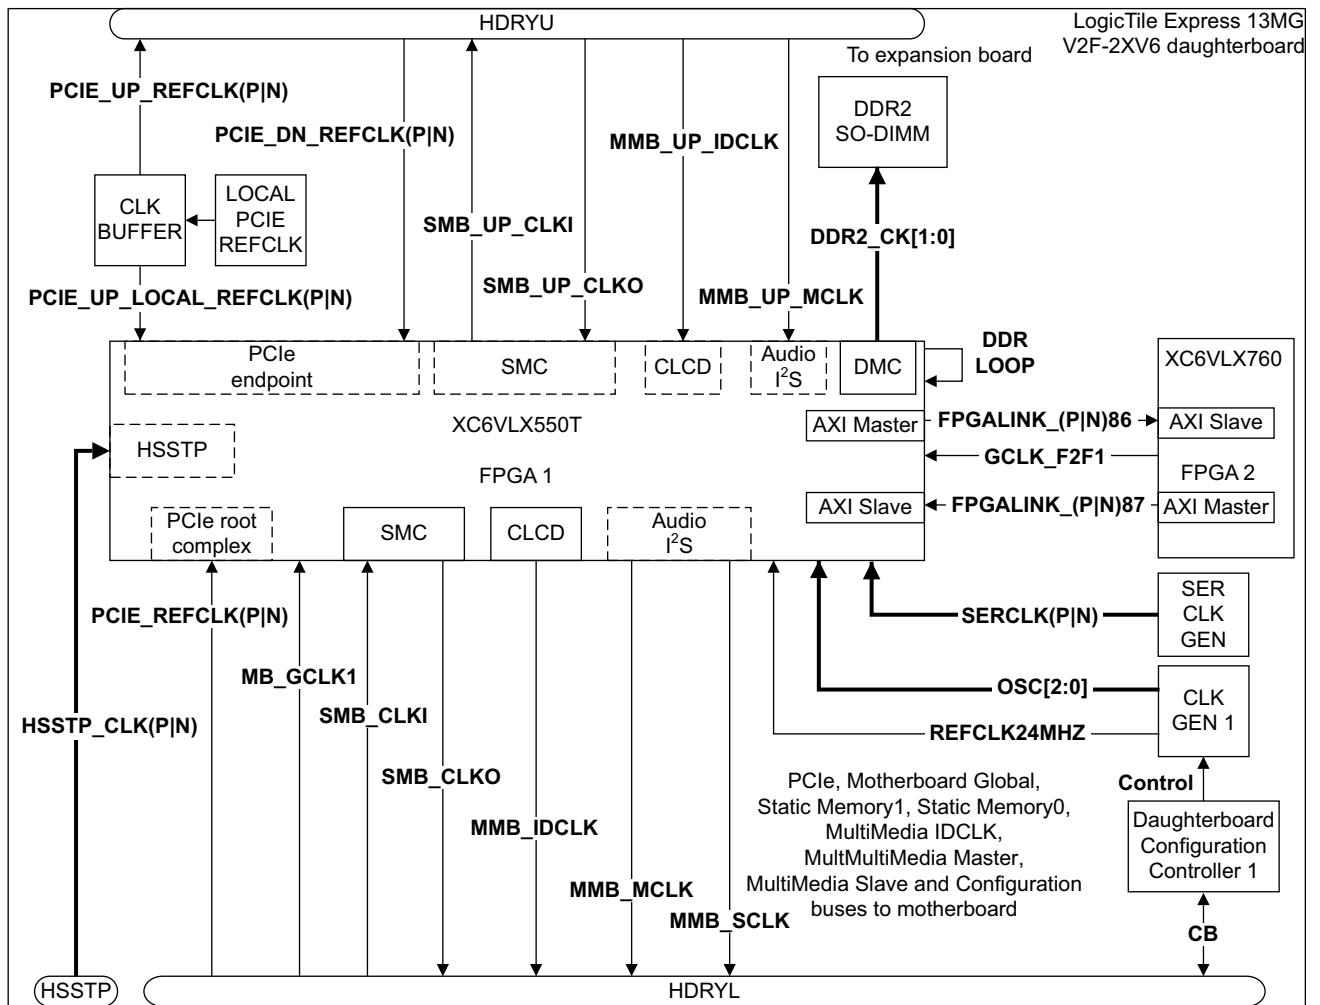 HDRYU
LogicTile Express 13MG
V2F-2XV6 daughterboard
To expansion board
PCIE_UP_REFCLK(P|N)
PCIE_DN_REFCLK(P|N)
MMB_UP_IDCLK
DDR2
SO-DIMM
CLK
BUFFER
LOCAL
PCIE
REFCLK
SMB_UP_CLKI
DDR2_CK[1:0]
PCIE_UP_LOCAL_REFCLK(P|N)
SMB_UP_CLKO
MMB_UP_MCLK
PCIe
endpoint
SMC
CLCD
Audio
I2S
DMC
DDR
LOOP
XC6VLX760
XC6VLX550T
AXI Master
FPGALINK_(P|N)86
AXI Slave
HSSTP
GCLK_F2F1
FPGA 1
FPGA 2
AXI Slave
FPGALINK_(P|N)87
AXI Master
PCIe root
complex
SMC
CLCD
Audio
I2S
PCIE_REFCLK(P|N)
SERCLK(P|N)
SER
CLK
GEN
MB_GCLK1
OSC[2:0]
CLK
GEN 1
SMB_CLKI
HSSTP_CLK(P|N)
REFCLK24MHZ
SMB_CLKO
Control
PCIe, Motherboard Global,
Static Memory1, Static Memory0,
MultiMedia IDCLK,
MultMultiMedia Master,
MultiMedia Slave and Configuration
buses to motherboard
Daughterboard
Configuration
Controller 1
MMB_IDCLK
MMB_MCLK
MMB_SCLK
CB
HSSTP
HDRYL